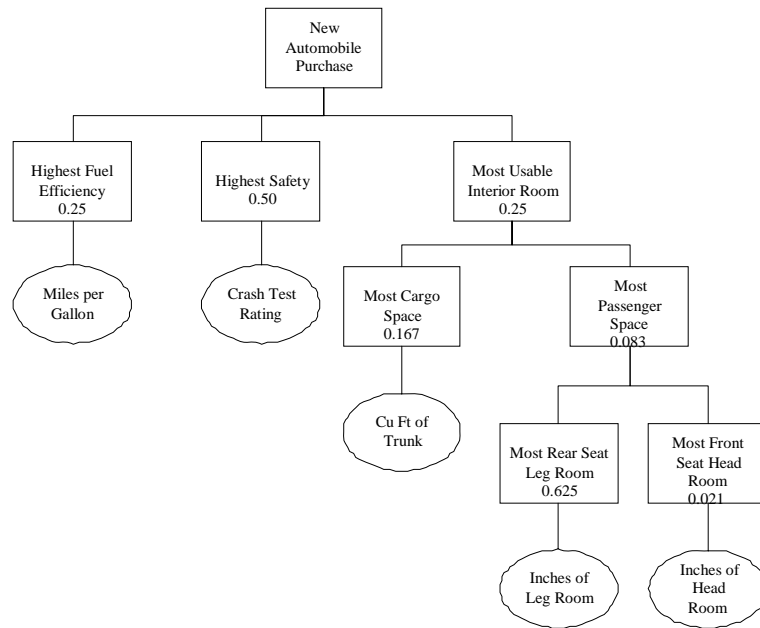 New
Automobile
Purchase
Highest Fuel
Efficiency
0.25
Highest Safety
0.50
Most Usable
Interior Room
0.25
Miles per
Gallon
Crash Test
Rating
Most Cargo
Space
0.167
Most
Passenger
Space
0.083
Cu Ft of
Trunk
Most Rear Seat
Leg Room
0.625
Most Front
Seat Head
Room
0.021
Inches of
Leg Room
Inches of
Head
Room